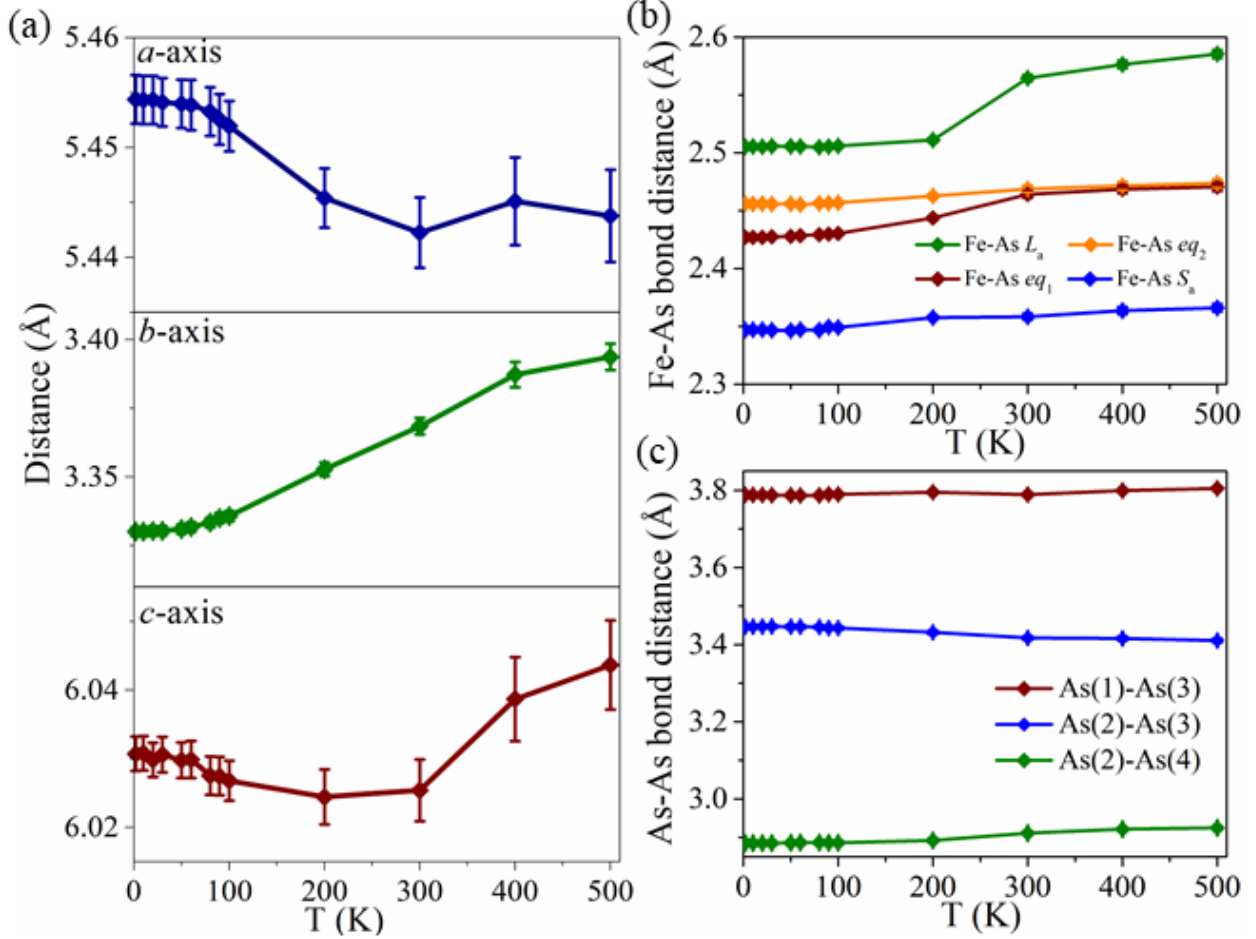 (a)
5.46
a-axis
5.45
5.44
b-axis
3.40
3.35
c-axis
6.04
6.02
Distance (Å)
0 100 200 300 400 500
T (K)
(b)
2.6
2.5
2.4
2.3
Fe-As bond distance (Å)
Fe-As Lₐ Fe-As eq₂
Fe-As eq₁ Fe-As Sₐ
0 100 200 300 400 500
T (K)
(c)
3.8
3.6
3.4
3.2
3.0
As-As bond distance (Å)
As(1)-As(3)
As(2)-As(3)
As(2)-As(4)
0 100 200 300 400 500
T (K)